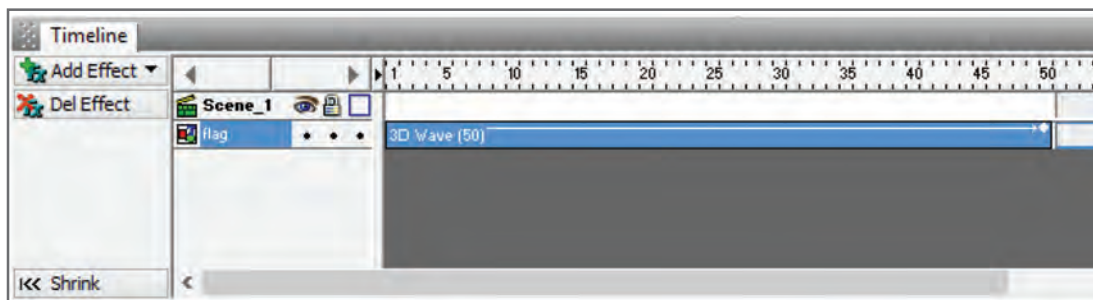 Timeline
Add Effect
1 5 10 15 20 25 30 35 40 45 50
Del Effect Scene_1
flag 3D Wave (50)
Shrink